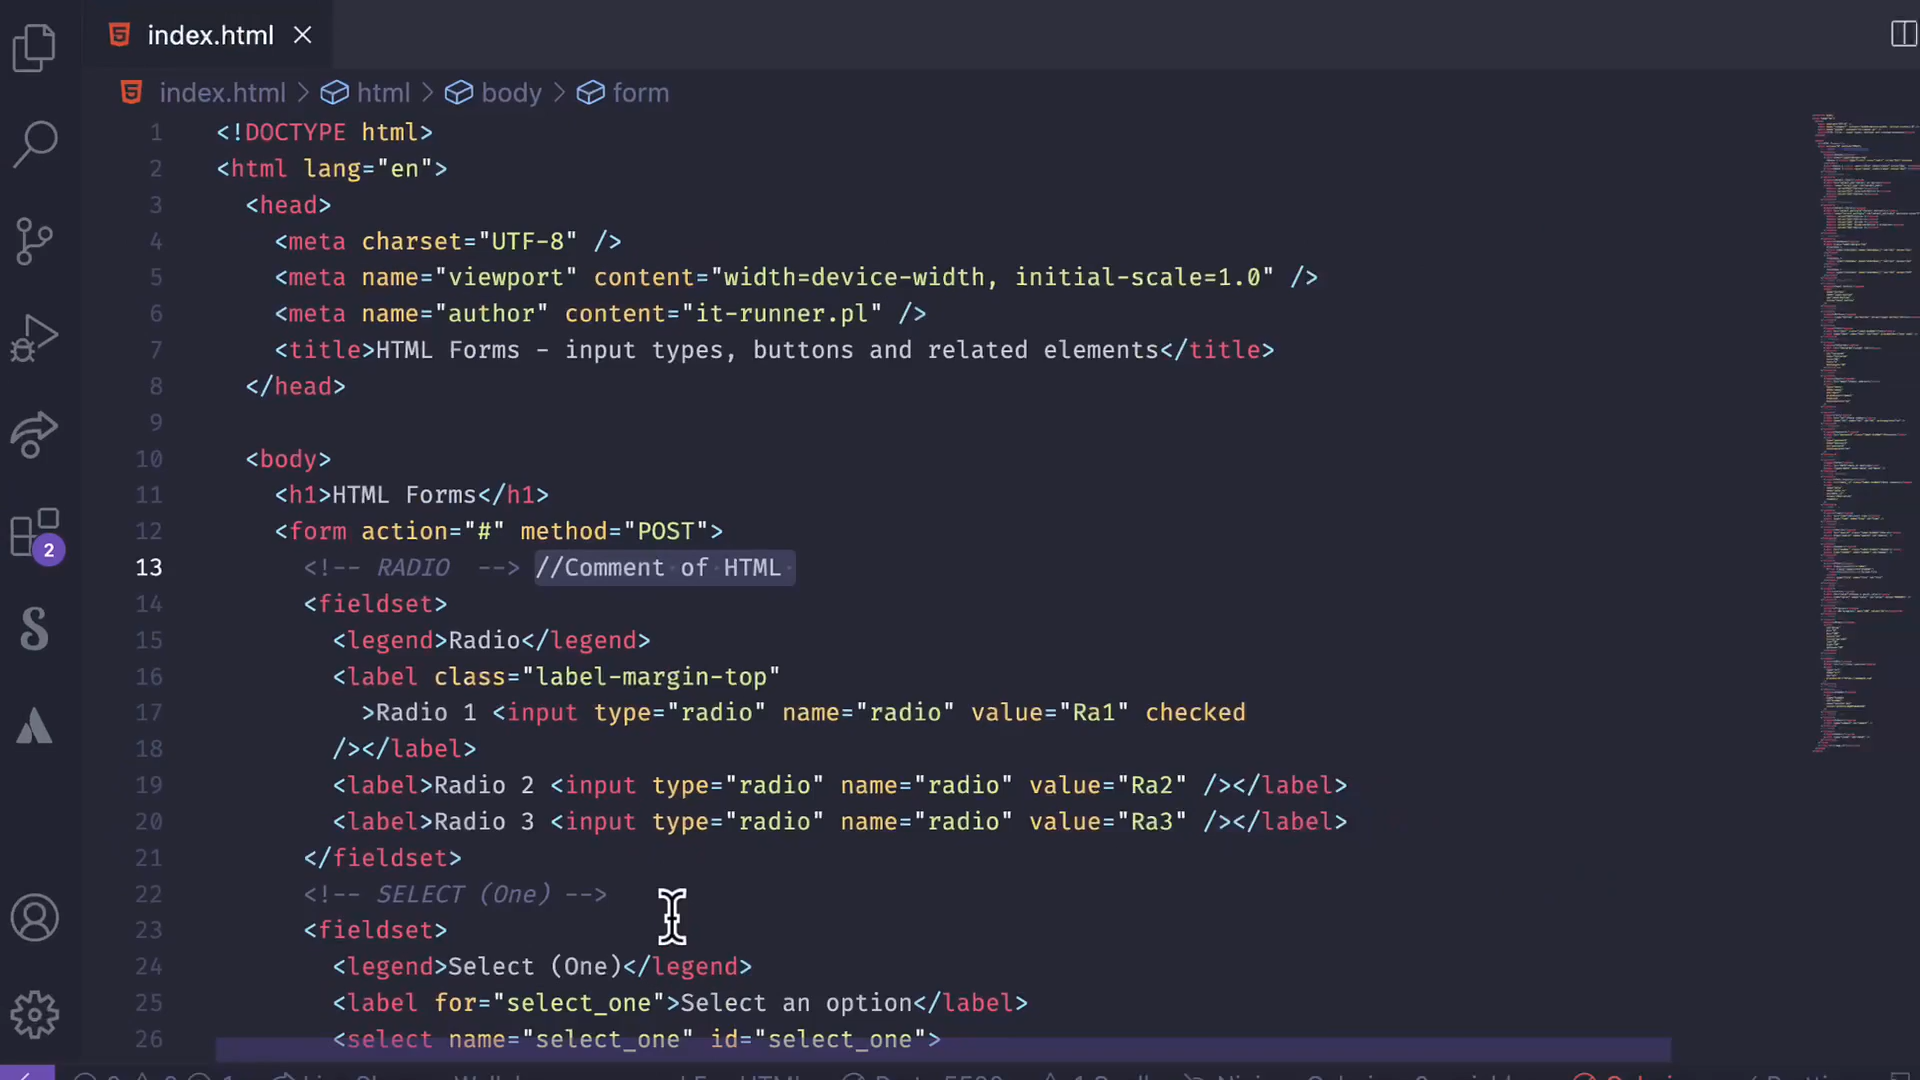 index.html
index.html > html > body > form
1 <!DOCTYPE html>
2 <html lang="en">
3 <head>
4 <meta charset="UTF-8" />
5 <meta name="viewport" content="width=device-width, initial-scale=1.0" />
6 <meta name="author" content="it-runner.pl" />
7 <title>HTML Forms - input types, buttons and related elements</title>
8 </head>
9
10 <body>
11 <h1>HTML Forms</h1>
12 <form action="#" method="POST">
13 <!-- RADIO  --> //Comment of HTML
14 <fieldset>
15 <legend>Radio</legend>
16 <label class="label-margin-top"
17 >Radio 1 <input type="radio" name="radio" value="Ra1" checked
18 /></label>
19 <label>Radio 2 <input type="radio" name="radio" value="Ra2" /></label>
20 <label>Radio 3 <input type="radio" name="radio" value="Ra3" /></label>
21 </fieldset>
22 <!-- SELECT (One) -->
23 <fieldset>
24 <legend>Select (One)</legend>
25 <label for="select_one">Select an option</label>
26 <select name="select_one" id="select_one">
2